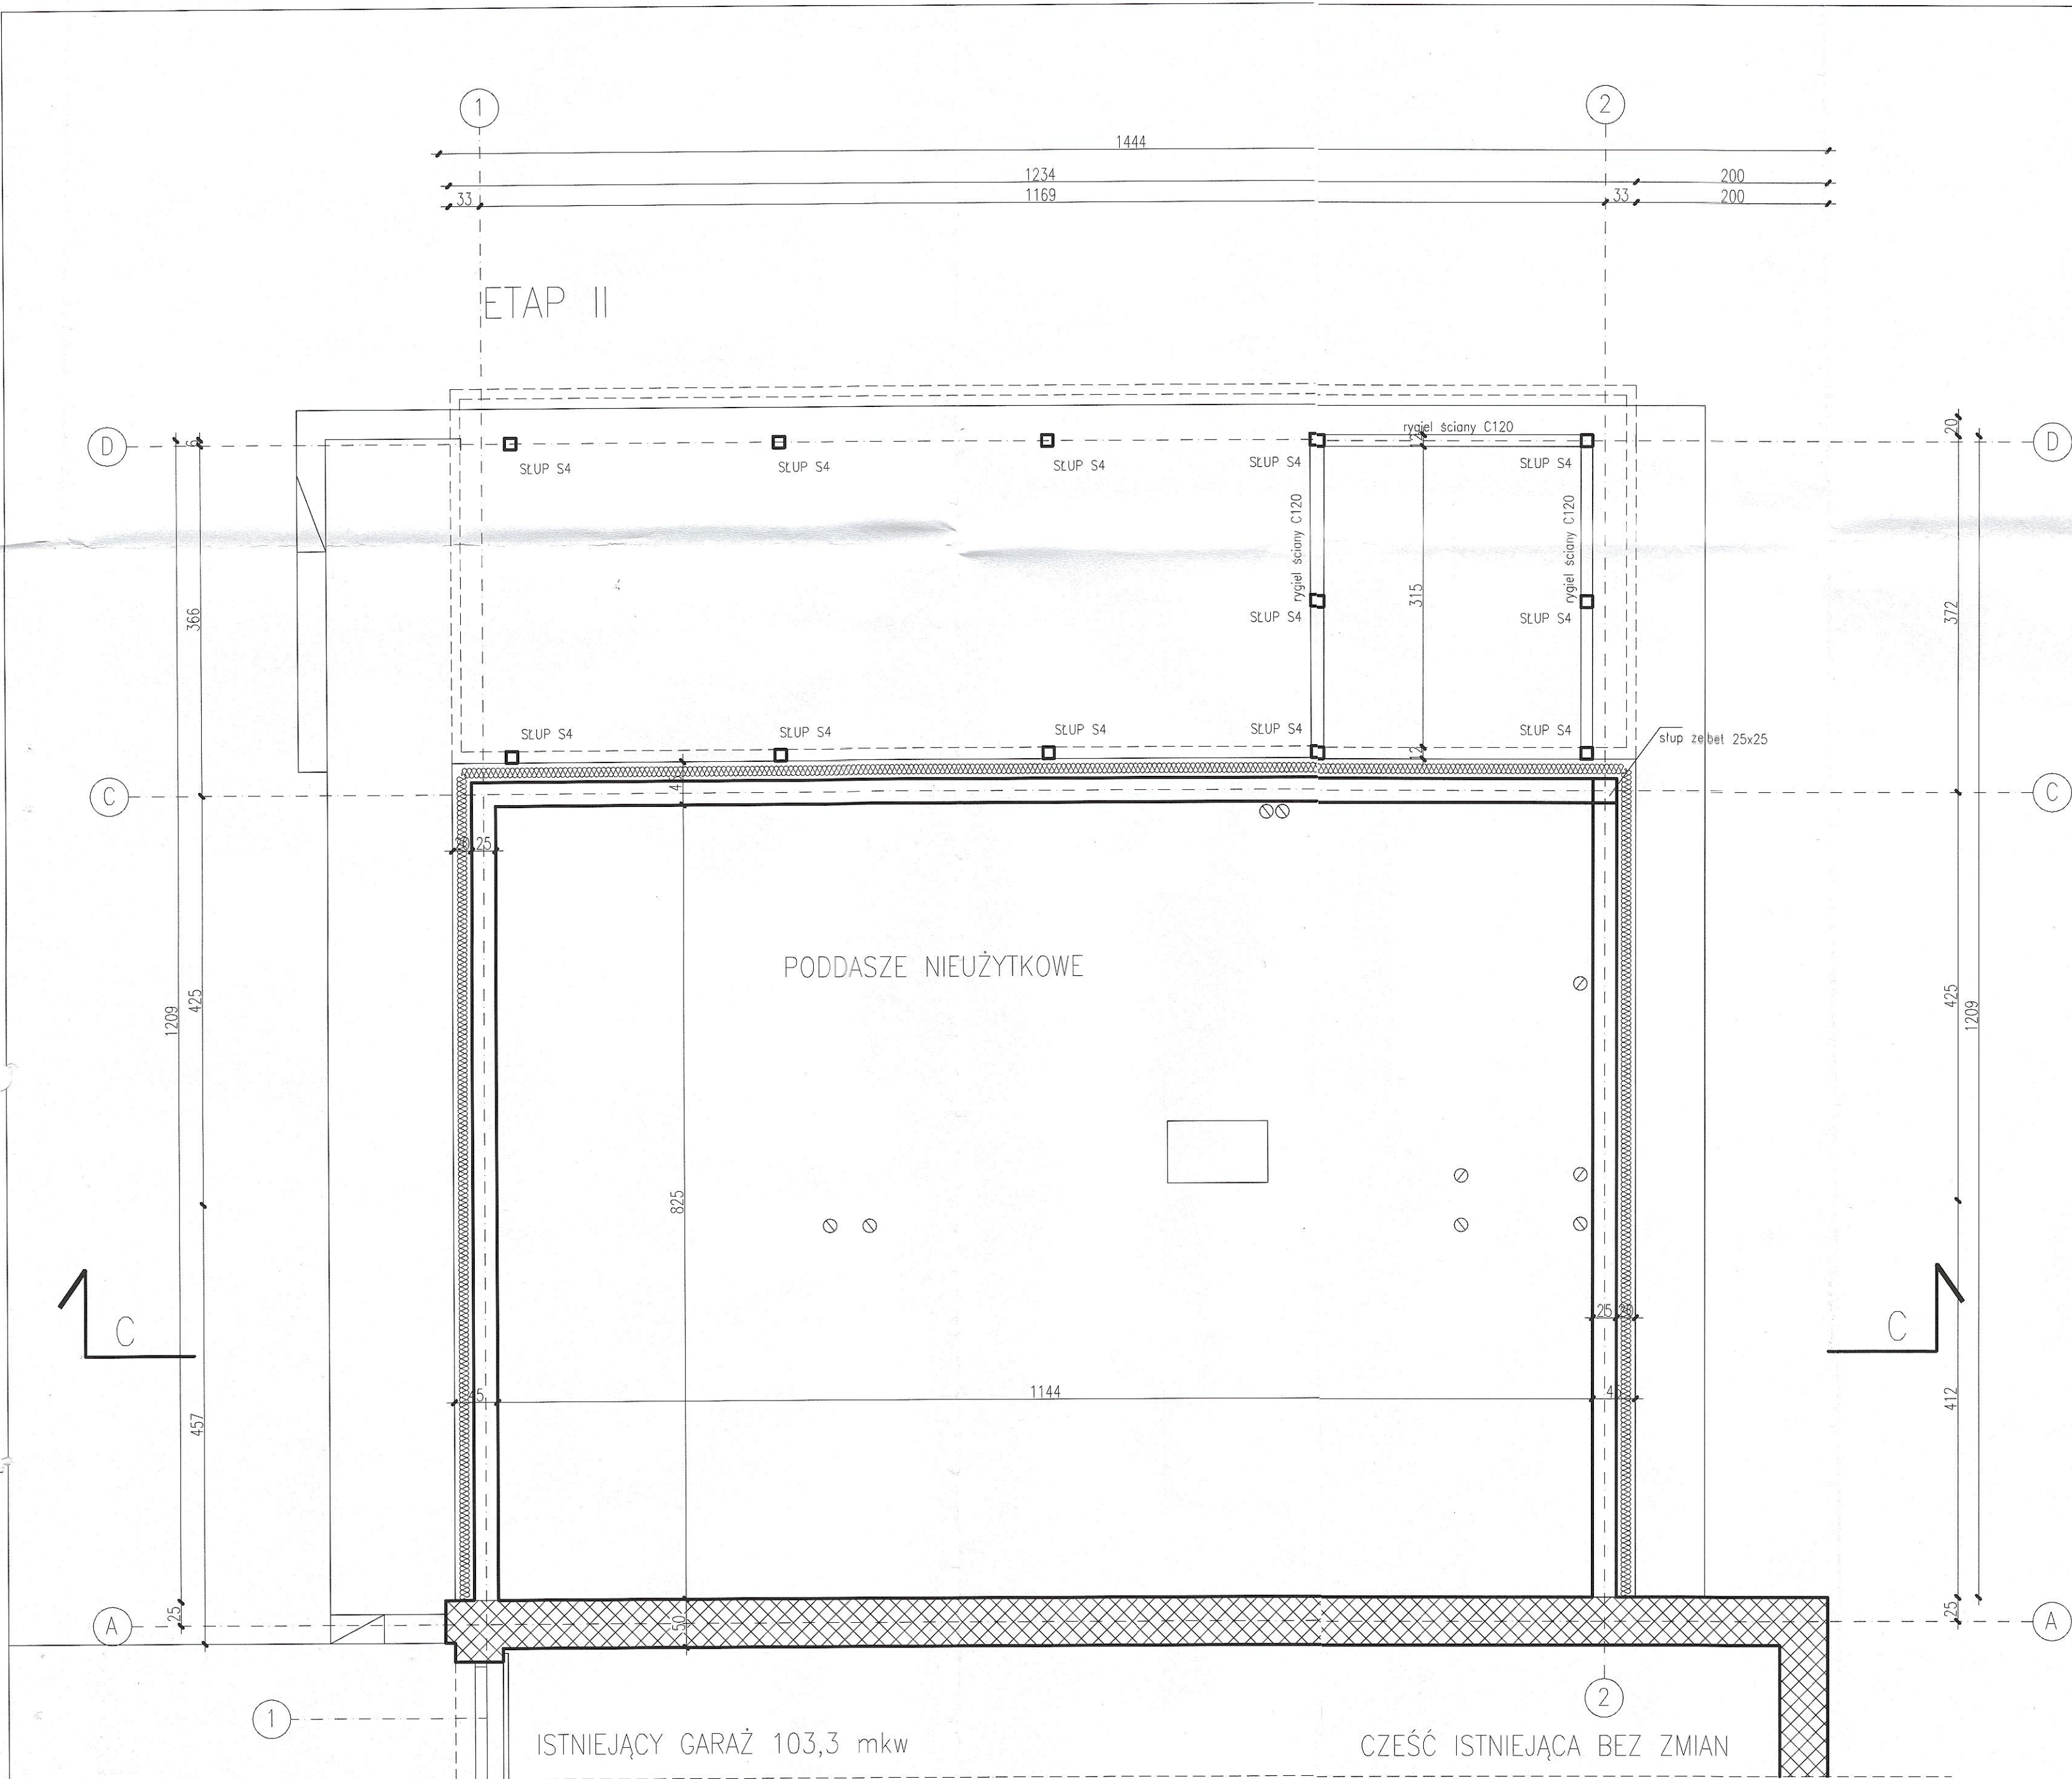 1
2
1444
1234
200
33
1169
33
200
ETAP II
20
rygiel ściany C120
D
6
D
SŁUP S4
SŁUP S4
SŁUP S4
SŁUP S4
SŁUP S4
rygiel ściany C120
rygiel ściany C120
366
315
372
SŁUP S4
SŁUP S4
SŁUP S4
SŁUP S4
SŁUP S4
SŁUP S4
SŁUP S4
12
słup żelbet 25x25
C
C
20 25
PODDASZE NIEUŻYTKOWE
425
1209
425
1209
825
25 20
C
C
45
1144
45
457
412
25
A
50
25
A
2
1
ISTNIEJĄCY GARAŻ 103,3 mkw
CZEŚĆ ISTNIEJĄCA BEZ ZMIAN